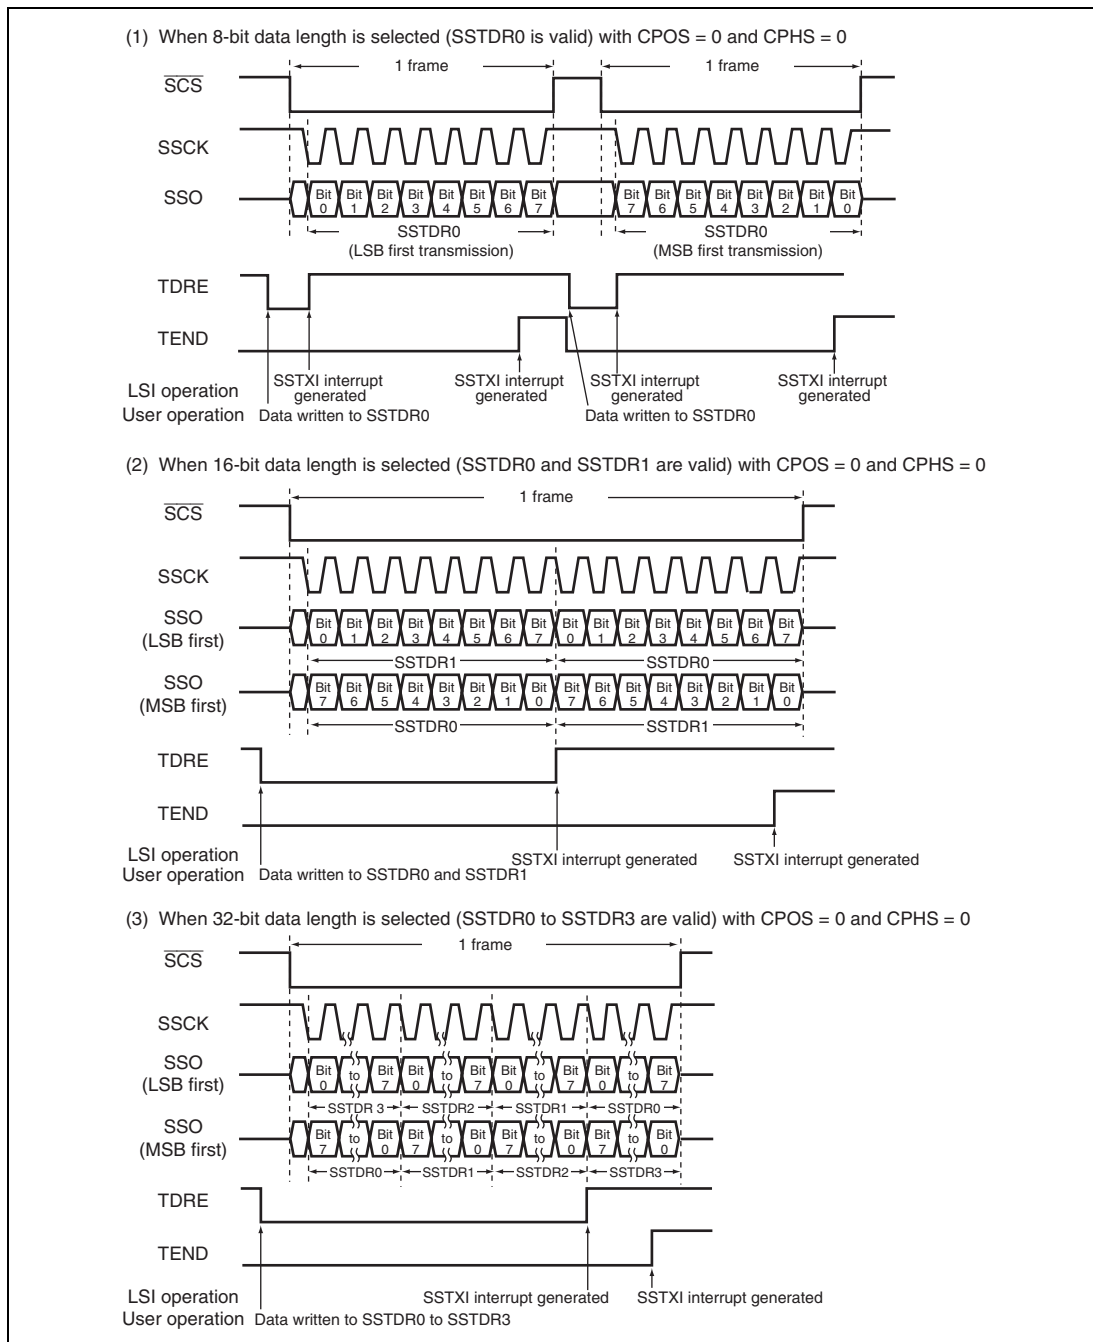 (1) When 8-bit data length is selected (SSTDR0 is valid) with CPOS = 0 and CPHS = 0
1 frame 1 frame
SCS
SSCK
SSO Bit 0 Bit 1 Bit 2 Bit 3 Bit 4 Bit 5 Bit 6 Bit 7 Bit 7 Bit 6 Bit 5 Bit 4 Bit 3 Bit 2 Bit 1 Bit 0
SSTDR0 SSTDR0
(LSB first transmission) (MSB first transmission)
TDRE
TEND
LSI operation SSTXI interrupt generated SSTXI interrupt generated SSTXI interrupt generated SSTXI interrupt generated
User operation Data written to SSTDR0 Data written to SSTDR0
(2) When 16-bit data length is selected (SSTDR0 and SSTDR1 are valid) with CPOS = 0 and CPHS = 0
1 frame
SCS
SSCK
SSO (LSB first) Bit 0 Bit 1 Bit 2 Bit 3 Bit 4 Bit 5 Bit 6 Bit 7 Bit 0 Bit 1 Bit 2 Bit 3 Bit 4 Bit 5 Bit 6 Bit 7
SSTDR1 SSTDR0
SSO (MSB first) Bit 7 Bit 6 Bit 5 Bit 4 Bit 3 Bit 2 Bit 1 Bit 0 Bit 7 Bit 6 Bit 5 Bit 4 Bit 3 Bit 2 Bit 1 Bit 0
SSTDR0 SSTDR1
TDRE
TEND
LSI operation SSTXI interrupt generated SSTXI interrupt generated
User operation Data written to SSTDR0 and SSTDR1
(3) When 32-bit data length is selected (SSTDR0 to SSTDR3 are valid) with CPOS = 0 and CPHS = 0
1 frame
SCS
SSCK
SSO (LSB first) Bit 0 to Bit 7 Bit 0 to Bit 7 Bit 0 to Bit 7 Bit 0 to Bit 7
SSTDR 3 SSTDR2 SSTDR1 SSTDR0
SSO (MSB first) Bit 7 to Bit 0 Bit 7 to Bit 0 Bit 7 to Bit 0 Bit 7 to Bit 0
SSTDR0 SSTDR1 SSTDR2 SSTDR3
TDRE
TEND
LSI operation SSTXI interrupt generated SSTXI interrupt generated
User operation Data written to SSTDR0 to SSTDR3